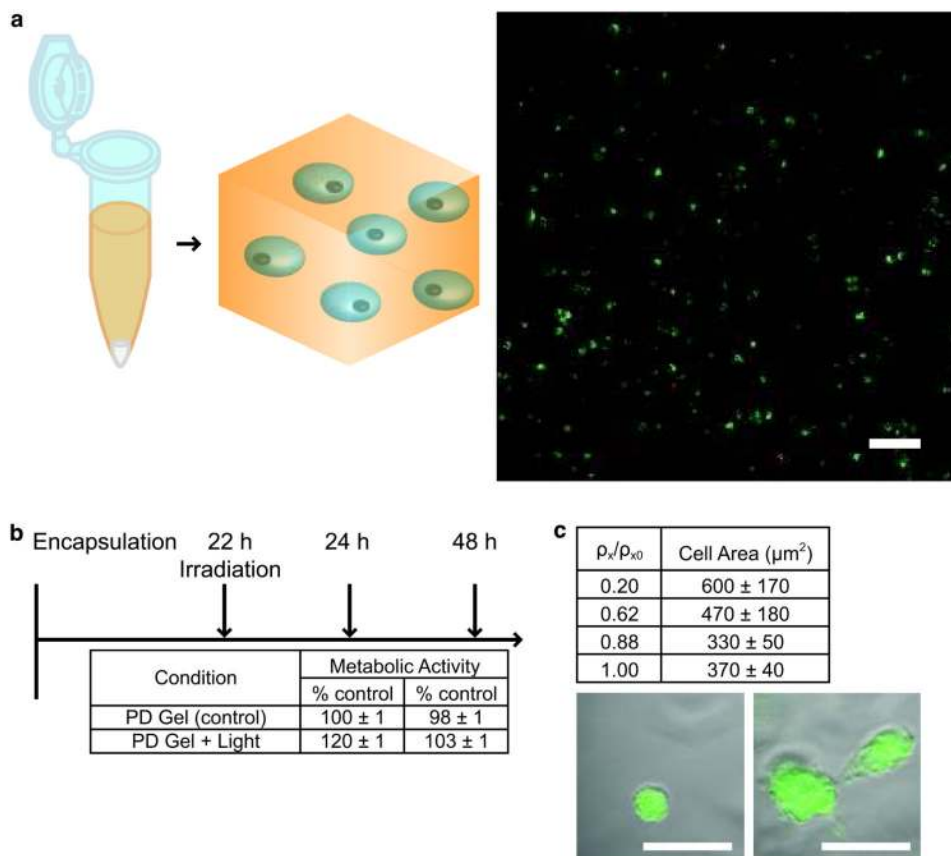 a
b
Encapsulation 22 h 24 h 48 h
Irradiation
Condition Metabolic Activity
% control % control
PD Gel (control) 100 ± 1 98 ± 1
PD Gel + Light 120 ± 1 103 ± 1
c
ρx/ρx0 Cell Area (µm²)
0.20 600 ± 170
0.62 470 ± 180
0.88 330 ± 50
1.00 370 ± 40